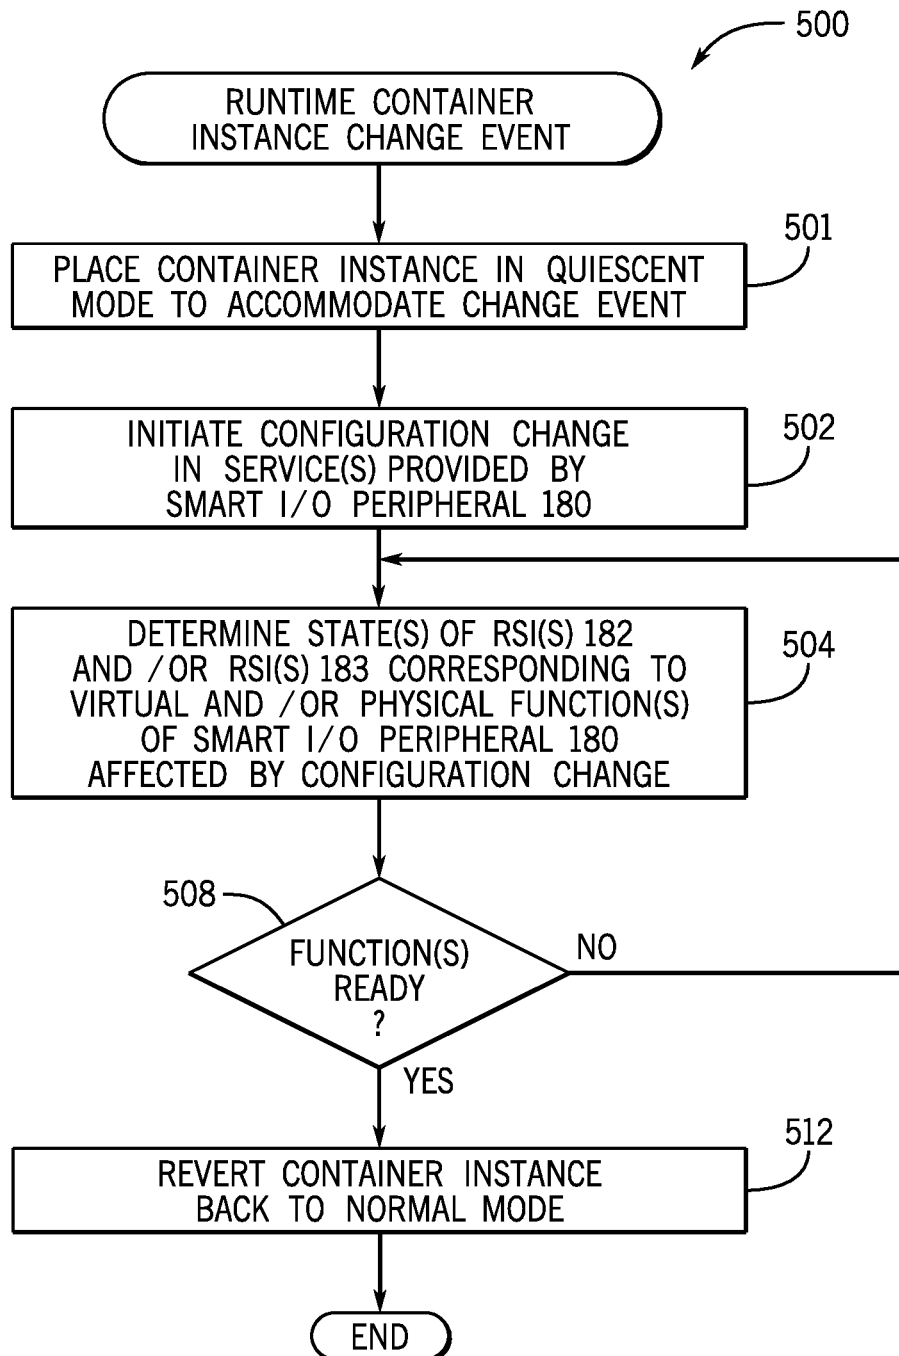 500
RUNTIME CONTAINER
INSTANCE CHANGE EVENT
501
PLACE CONTAINER INSTANCE IN QUIESCENT
MODE TO ACCOMMODATE CHANGE EVENT
502
INITIATE CONFIGURATION CHANGE
IN SERVICE(S) PROVIDED BY
SMART I/O PERIPHERAL 180
504
DETERMINE STATE(S) OF RSI(S) 182
AND /OR RSI(S) 183 CORRESPONDING TO
VIRTUAL AND /OR PHYSICAL FUNCTION(S)
OF SMART I/O PERIPHERAL 180
AFFECTED BY CONFIGURATION CHANGE
508
FUNCTION(S)
READY
?
NO
YES
512
REVERT CONTAINER INSTANCE
BACK TO NORMAL MODE
END